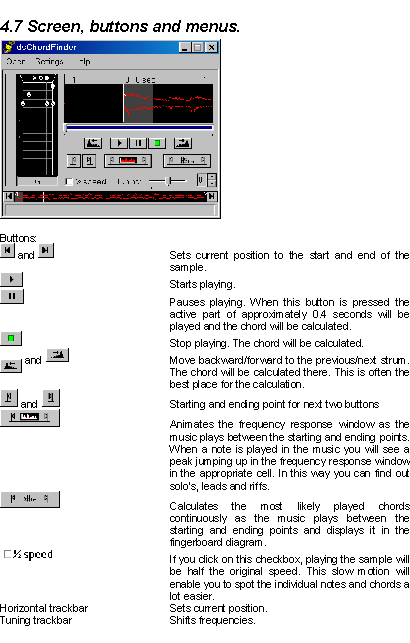 4.7 Screen, buttons and menus.
dsChordFinder
Open Settings Help
½ speed
Buttons:
and
Sets current position to the start and end of the
sample.
Starts playing.
Pauses playing. When this button is pressed the
active part of approximately 0.4 seconds will be
played and the chord will be calculated.
Stop playing. The chord will be calculated.
and
Move backward/forward to the previous/next strum.
The chord will be calculated there. This is often the
best place for the calculation.
and
Starting and ending point for next two buttons
Animates the frequency response window as the
music plays between the starting and ending points.
When a note is played in the music you will see a
peak jumping up in the frequency response window
in the appropriate cell. In this way you can find out
solo's, leads and riffs.
Calculates the most likely played chords
continuously as the music plays between the
starting and ending points and displays it in the
fingerboard diagram.
½ speed
If you click on this checkbox, playing the sample will
be half the original speed. This slow motion will
enable you to spot the individual notes and chords a
lot easier.
Horizontal trackbar
Sets current position.
Tuning trackbar
Shifts frequencies.